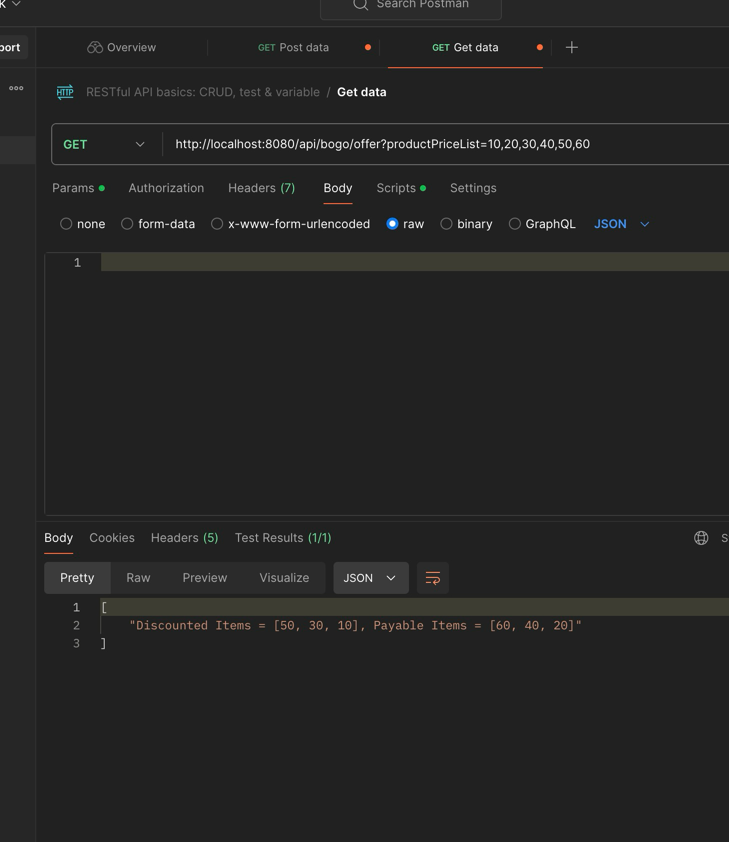 K
Search Postman
port
Overview
GET Post data
GET Get data
HTTP
RESTful API basics: CRUD, test & variable / Get data
GET
http://localhost:8080/api/bogo/offer?productPriceList=10,20,30,40,50,60
Params
Authorization
Headers (7)
Body
Scripts
Settings
none
form-data
x-www-form-urlencoded
raw
binary
GraphQL
JSON
1
Body
Cookies
Headers (5)
Test Results (1/1)
S
Pretty
Raw
Preview
Visualize
JSON
1 [
2 "Discounted Items = [50, 30, 10], Payable Items = [60, 40, 20]"
3 ]